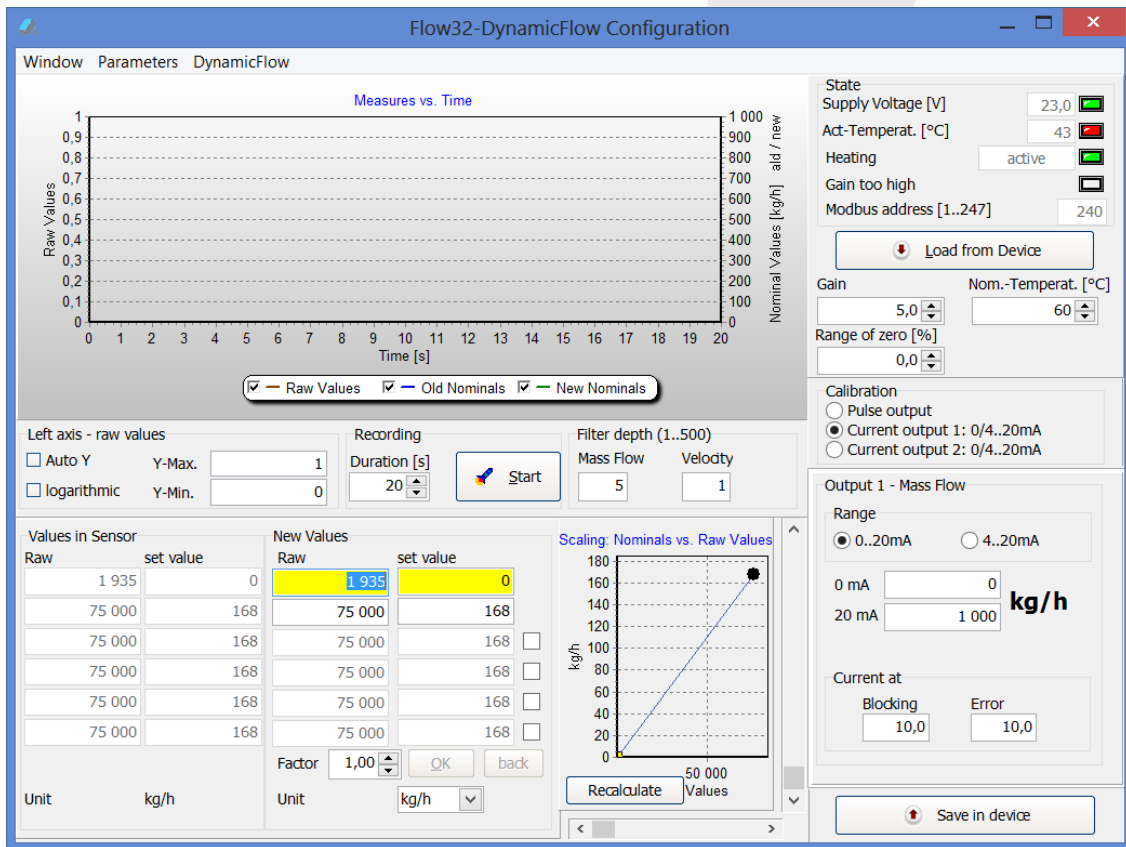 Flow32-DynamicFlow Configuration
Window Parameters DynamicFlow
Measures vs. Time
Raw Values
1
0,9
0,8
0,7
0,6
0,5
0,4
0,3
0,2
0,1
0
1 000
900
800
700
600
500
400
300
200
100
0
Nominal Values [kg/h] ald / new
0 1 2 3 4 5 6 7 8 9 10 11 12 13 14 15 16 17 18 19 20
Time [s]
Raw Values Old Nominals New Nominals
State
Supply Voltage [V] 23,0
Act-Temperat. [°C] 43
Heating active
Gain too high
Modbus address [1..247] 240
Load from Device
Gain Nom.-Temperat. [°C]
5,0 60
Range of zero [%]
0,0
Calibration
Pulse output
Current output 1: 0/4..20mA
Current output 2: 0/4..20mA
Left axis - raw values
Auto Y Y-Max. 1
logarithmic Y-Min. 0
Recording
Duration [s]
20
Start
Filter depth (1..500)
Mass Flow Velocity
5 1
Output 1 - Mass Flow
Range
0..20mA 4..20mA
0 mA 0
20 mA 1 000
kg/h
Current at
Blocking Error
10,0 10,0
Save in device
Values in Sensor
Raw set value
1 935 0
75 000 168
75 000 168
75 000 168
75 000 168
75 000 168
Unit kg/h
New Values
Raw set value
1 935 0
75 000 168
75 000 168
75 000 168
75 000 168
75 000 168
Factor 1,00 OK back
Unit kg/h
Scaling: Nominals vs. Raw Values
kg/h
180
160
140
120
100
80
60
40
20
0
50 000
Recalculate Values